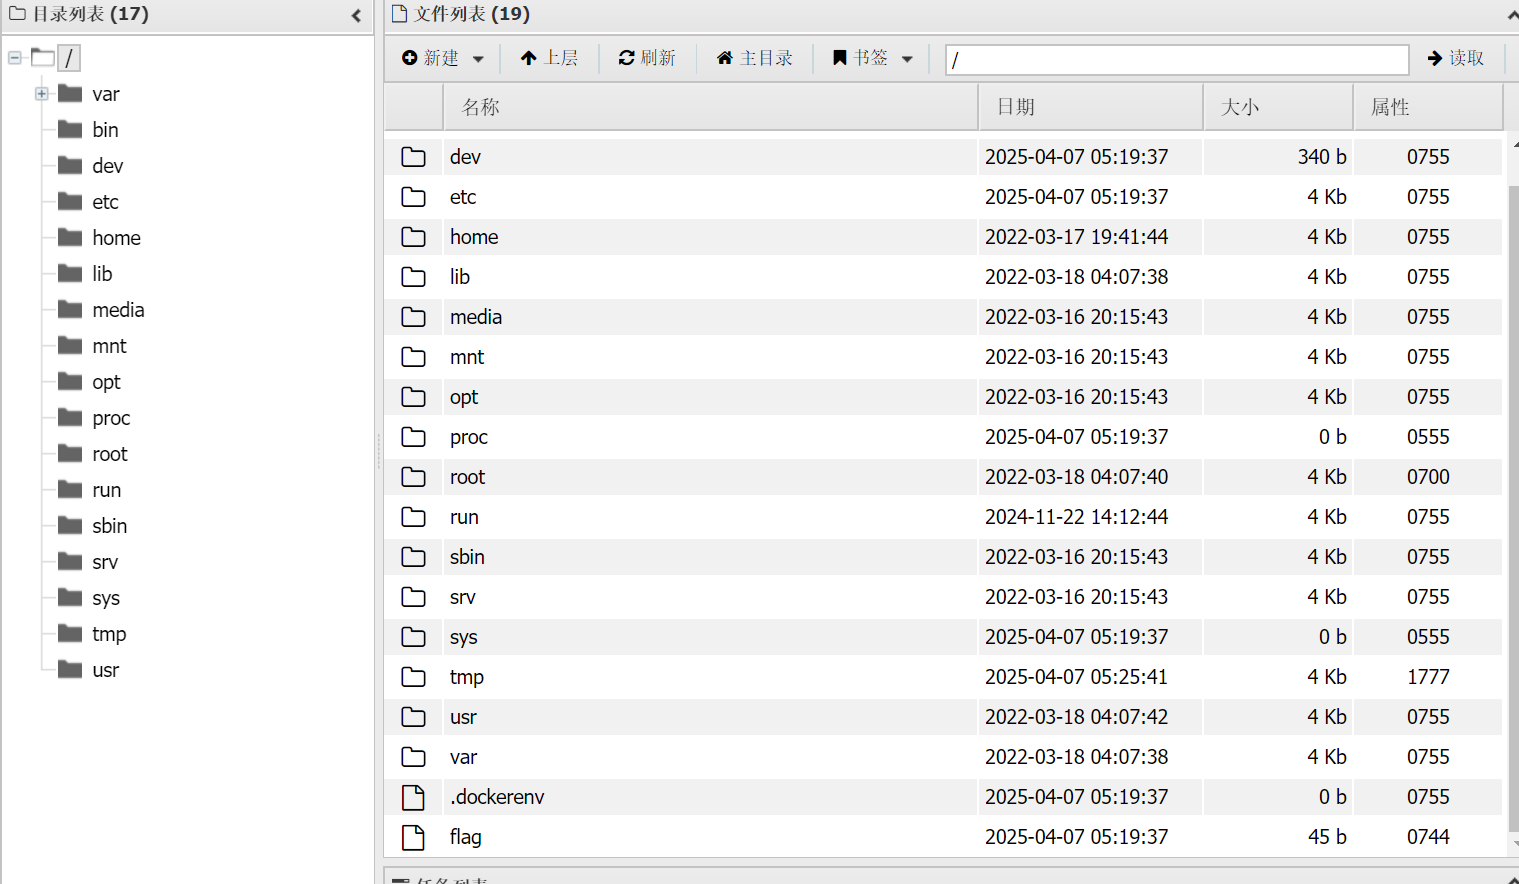 目录列表 (17)
/
var
bin
dev
etc
home
lib
media
mnt
opt
proc
root
run
sbin
srv
sys
tmp
usr
文件列表 (19)
新建 上层 刷新 主目录 书签 / 读取
名称 日期 大小 属性
dev 2025-04-07 05:19:37 340 b 0755
etc 2025-04-07 05:19:37 4 Kb 0755
home 2022-03-17 19:41:44 4 Kb 0755
lib 2022-03-18 04:07:38 4 Kb 0755
media 2022-03-16 20:15:43 4 Kb 0755
mnt 2022-03-16 20:15:43 4 Kb 0755
opt 2022-03-16 20:15:43 4 Kb 0755
proc 2025-04-07 05:19:37 0 b 0555
root 2022-03-18 04:07:40 4 Kb 0700
run 2024-11-22 14:12:44 4 Kb 0755
sbin 2022-03-16 20:15:43 4 Kb 0755
srv 2022-03-16 20:15:43 4 Kb 0755
sys 2025-04-07 05:19:37 0 b 0555
tmp 2025-04-07 05:25:41 4 Kb 1777
usr 2022-03-18 04:07:42 4 Kb 0755
var 2022-03-18 04:07:38 4 Kb 0755
.dockerenv 2025-04-07 05:19:37 0 b 0755
flag 2025-04-07 05:19:37 45 b 0744
任务列表